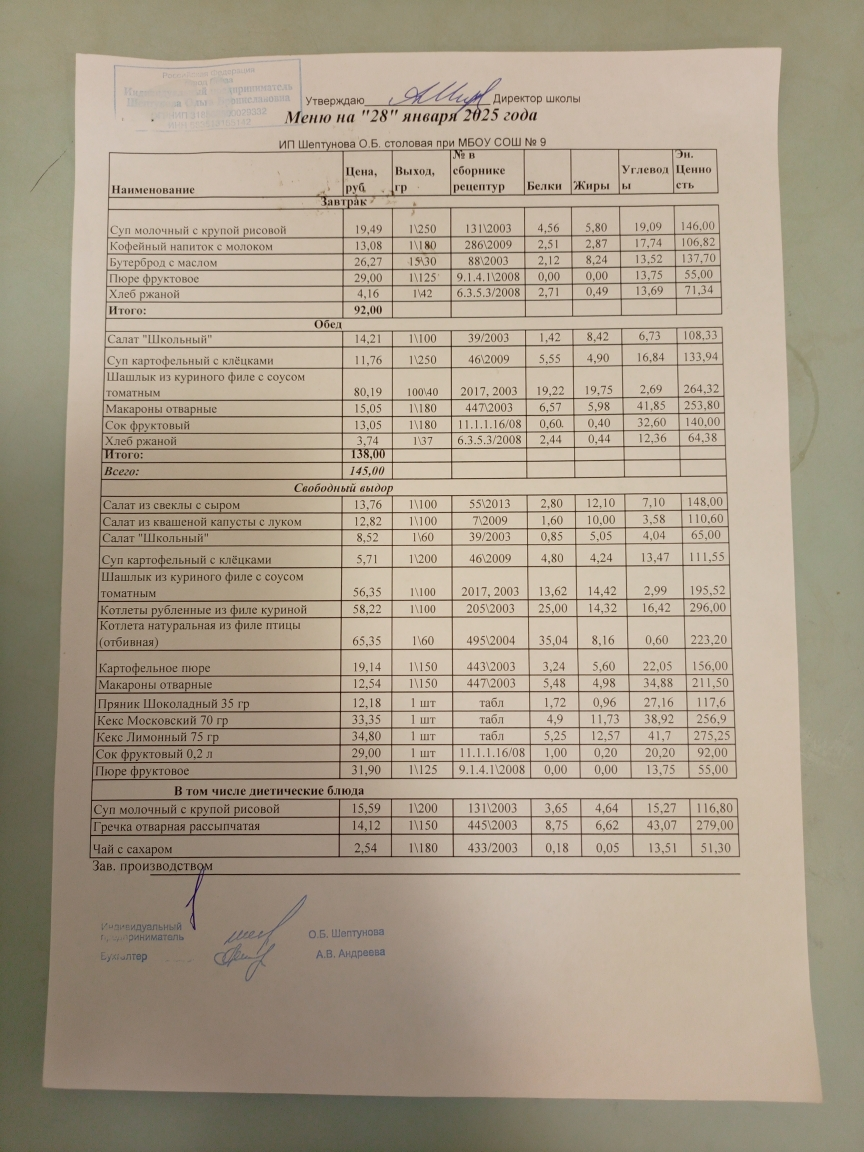 Российская Федерация
Утверждаю Директор школы
Меню на "28" января 2025 года
ИП Шептунова О.Б. столовая при МБОУ СОШ № 9
Наименование Цена, руб Выход, гр № в сборнике рецептур Белки Жиры Углеводы Эн. Ценность
Завтрак
Суп молочный с крупой рисовой 19,49 1\250 131\2003 4,56 5,80 19,09 146,00
Кофейный напиток с молоком 13,08 1\180 286\2009 2,51 2,87 17,74 106,82
Бутерброд с маслом 26,27 15\30 88\2003 2,12 8,24 13,52 137,70
Пюре фруктовое 29,00 1\125 9.1.4.1\2008 0,00 0,00 13,75 55,00
Хлеб ржаной 4,16 1\42 6.3.5.3/2008 2,71 0,49 13,69 71,34
Итого: 92,00
Обед
Салат "Школьный" 14,21 1\100 39/2003 1,42 8,42 6,73 108,33
Суп картофельный с клёцками 11,76 1\250 46\2009 5,55 4,90 16,84 133,94
Шашлык из куриного филе с соусом
томатным 80,19 100\40 2017, 2003 19,22 19,75 2,69 264,32
Макароны отварные 15,05 1\180 447\2003 6,57 5,98 41,85 253,80
Сок фруктовый 13,05 1\180 11.1.1.16/08 0,60 0,40 32,60 140,00
Хлеб ржаной 3,74 1\37 6.3.5.3/2008 2,44 0,44 12,36 64,38
Итого: 138,00
Всего: 145,00
Свободный выдор
Салат из свеклы с сыром 13,76 1\100 55\2013 2,80 12,10 7,10 148,00
Салат из квашеной капусты с луком 12,82 1\100 7\2009 1,60 10,00 3,58 110,60
Салат "Школьный" 8,52 1\60 39/2003 0,85 5,05 4,04 65,00
Суп картофельный с клёцками 5,71 1\200 46\2009 4,80 4,24 13,47 111,55
Шашлык из куриного филе с соусом
томатным 56,35 1\100 2017, 2003 13,62 14,42 2,99 195,52
Котлеты рубленные из филе куриной 58,22 1\100 205\2003 25,00 14,32 16,42 296,00
Котлета натуральная из филе птицы
(отбивная) 65,35 1\60 495\2004 35,04 8,16 0,60 223,20
Картофельное пюре 19,14 1\150 443\2003 3,24 5,60 22,05 156,00
Макароны отварные 12,54 1\150 447\2003 5,48 4,98 34,88 211,50
Пряник Шоколадный 35 гр 12,18 1 шт табл 1,72 0,96 27,16 117,6
Кекс Московский 70 гр 33,35 1 шт табл 4,9 11,73 38,92 256,9
Кекс Лимонный 75 гр 34,80 1 шт табл 5,25 12,57 41,7 275,25
Сок фруктовый 0,2 л 29,00 1 шт 11.1.1.16/08 1,00 0,20 20,20 92,00
Пюре фруктовое 31,90 1\125 9.1.4.1\2008 0,00 0,00 13,75 55,00
В том числе диетические блюда
Суп молочный с крупой рисовой 15,59 1\200 131\2003 3,65 4,64 15,27 116,80
Гречка отварная рассыпчатая 14,12 1\150 445\2003 8,75 6,62 43,07 279,00
Чай с сахаром 2,54 1\180 433/2003 0,18 0,05 13,51 51,30
Зав. производством
Индивидуальный
предприниматель О.Б. Шептунова
Бухгалтер А.В. Андреева